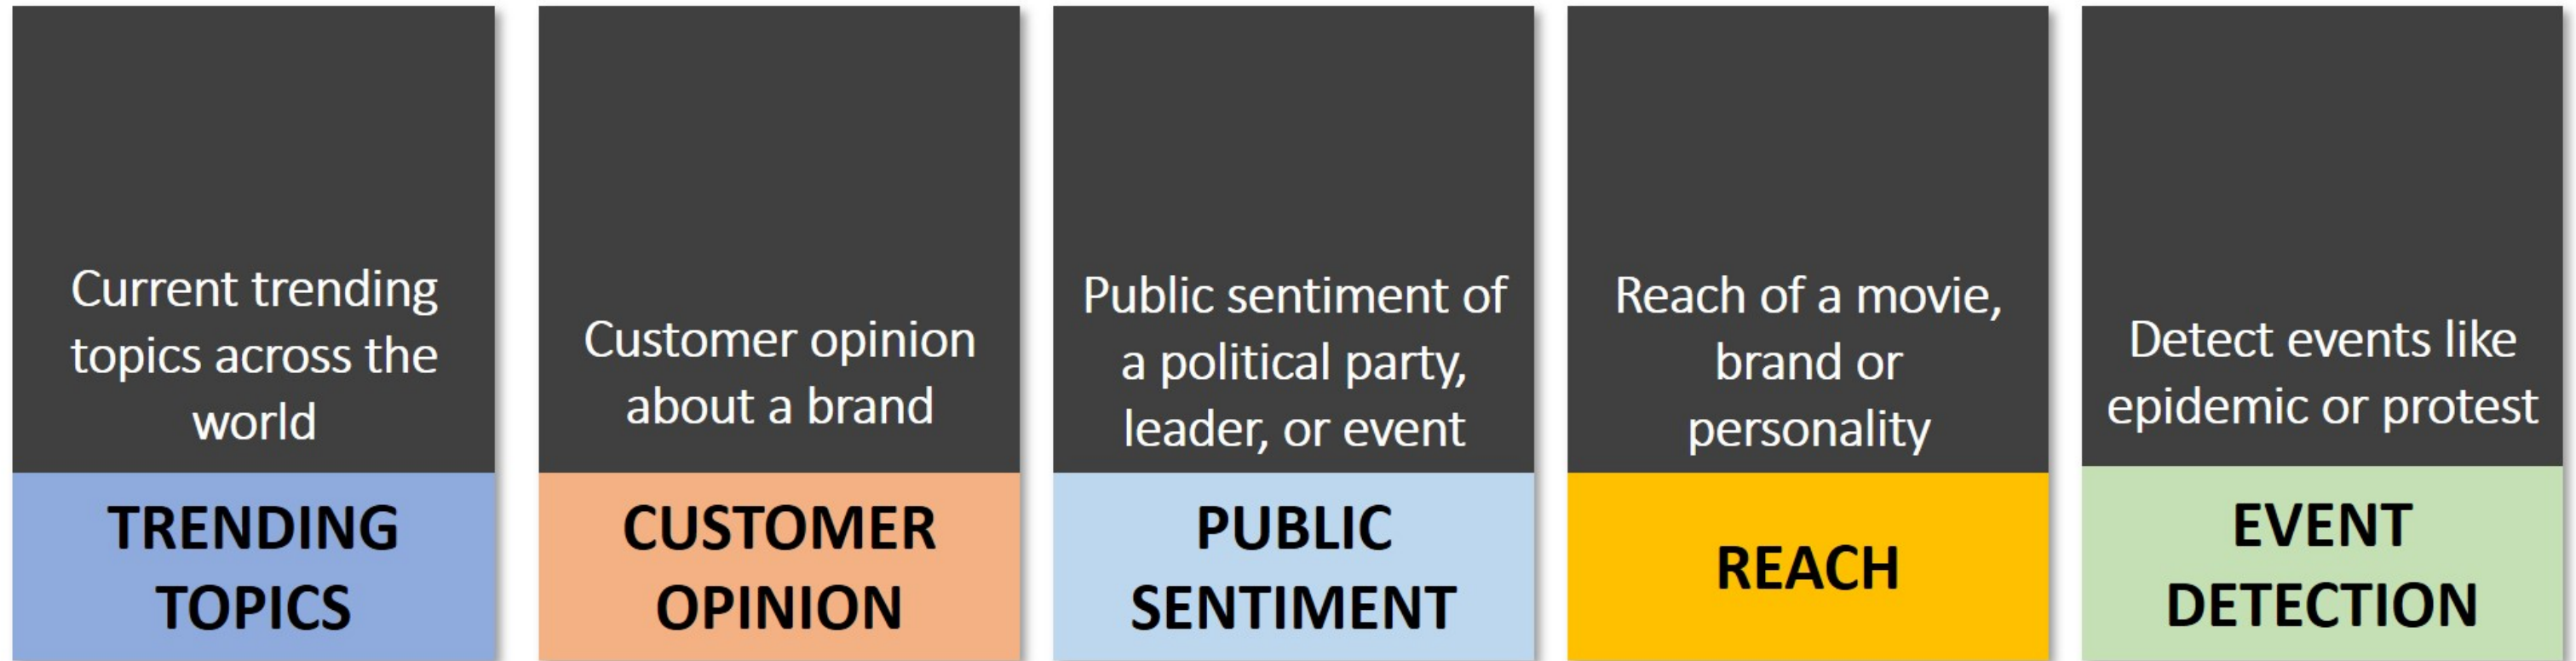 Current trending
topics across the
world
TRENDING
TOPICS
Customer opinion
about a brand
CUSTOMER
OPINION
Public sentiment of
a political party,
leader, or event
PUBLIC
SENTIMENT
Reach of a movie,
brand or
personality
REACH
Detect events like
epidemic or protest
EVENT
DETECTION